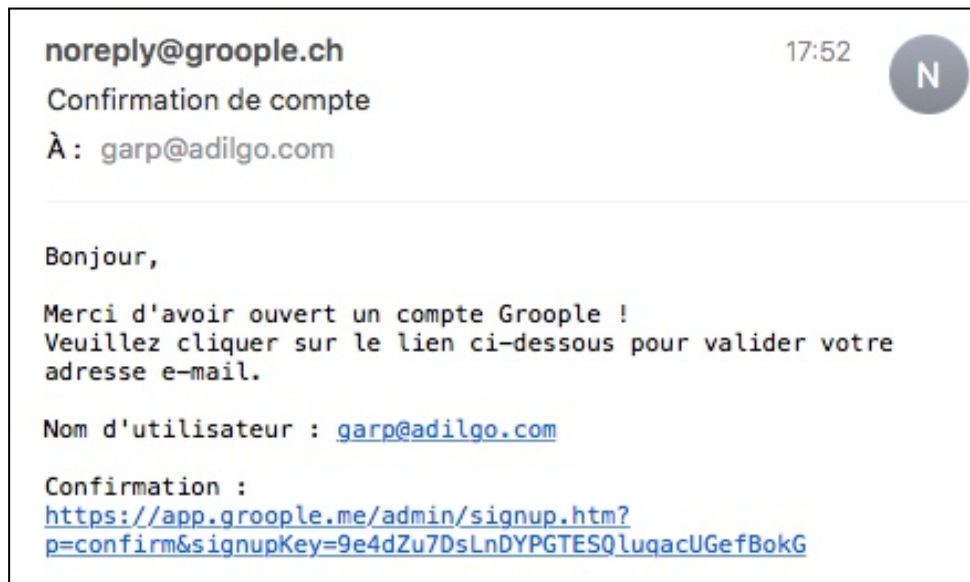 noreply@groople.ch 17:52
N
Confirmation de compte
À : garp@adilgo.com
Bonjour,
Merci d'avoir ouvert un compte Groople !
Veuillez cliquer sur le lien ci-dessous pour valider votre
adresse e-mail.
Nom d'utilisateur : garp@adilgo.com
Confirmation :
https://app.groople.me/admin/signup.htm?
p=confirm&signupKey=9e4dZu7DsLnDYPGTESQluqacUGefBokG